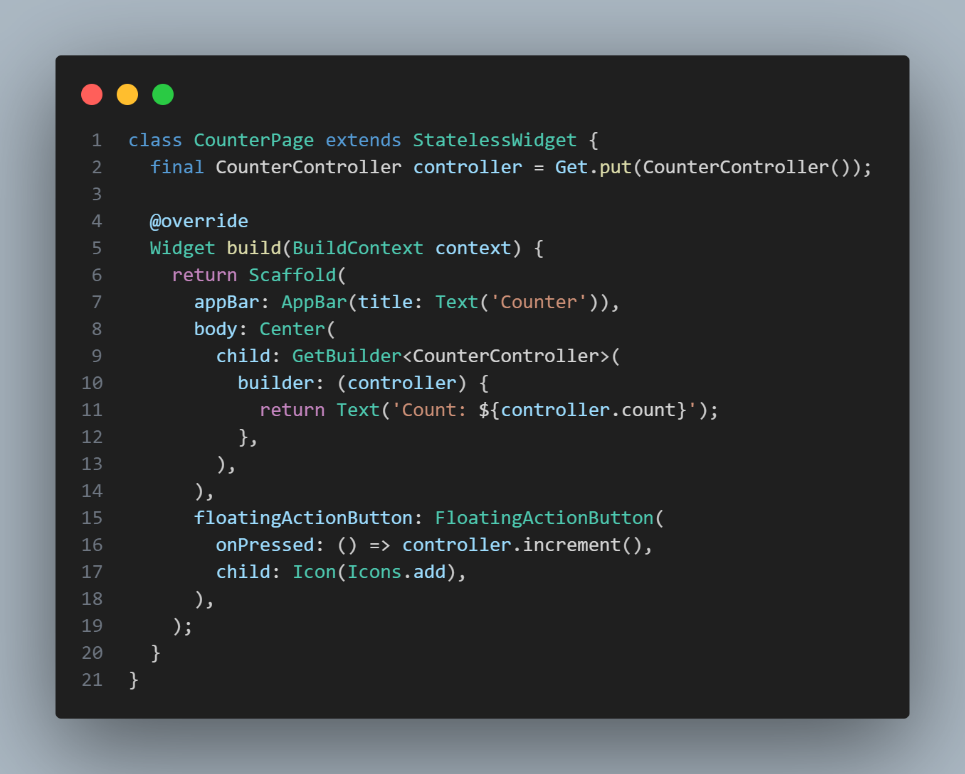 1 class CounterPage extends StatelessWidget {
2   final CounterController controller = Get.put(CounterController());
3
4   @override
5   Widget build(BuildContext context) {
6     return Scaffold(
7       appBar: AppBar(title: Text('Counter')),
8       body: Center(
9         child: GetBuilder<CounterController>(
10           builder: (controller) {
11             return Text('Count: ${controller.count}');
12           },
13         ),
14       ),
15       floatingActionButton: FloatingActionButton(
16         onPressed: () => controller.increment(),
17         child: Icon(Icons.add),
18       ),
19     );
20   }
21 }